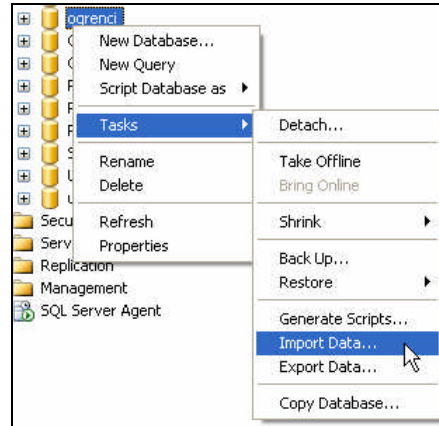 ogrenci
New Database...
New Query
Script Database as
Tasks
Rename
Delete
Refresh
Properties
Detach...
Take Offline
Bring Online
Shrink
Back Up...
Restore
Generate Scripts...
Import Data...
Export Data...
Copy Database...
Replication
Management
SQL Server Agent